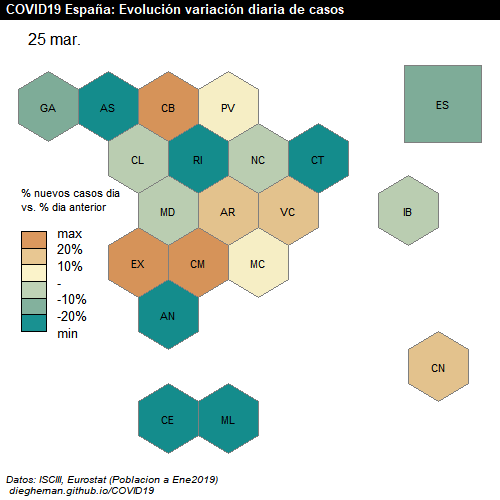 COVID19 España: Evolución variación diaria de casos
25 mar.
GA AS CB PV ES
CL RI NC CT
% nuevos casos dia
vs. % dia anterior
MD AR VC IB
max
20%
10%
-
-10%
-20%
min
EX CM MC
AN
CN
CE ML
Datos: ISCIII, Eurostat (Poblacion a Ene2019)
diegheman.github.io/COVID19